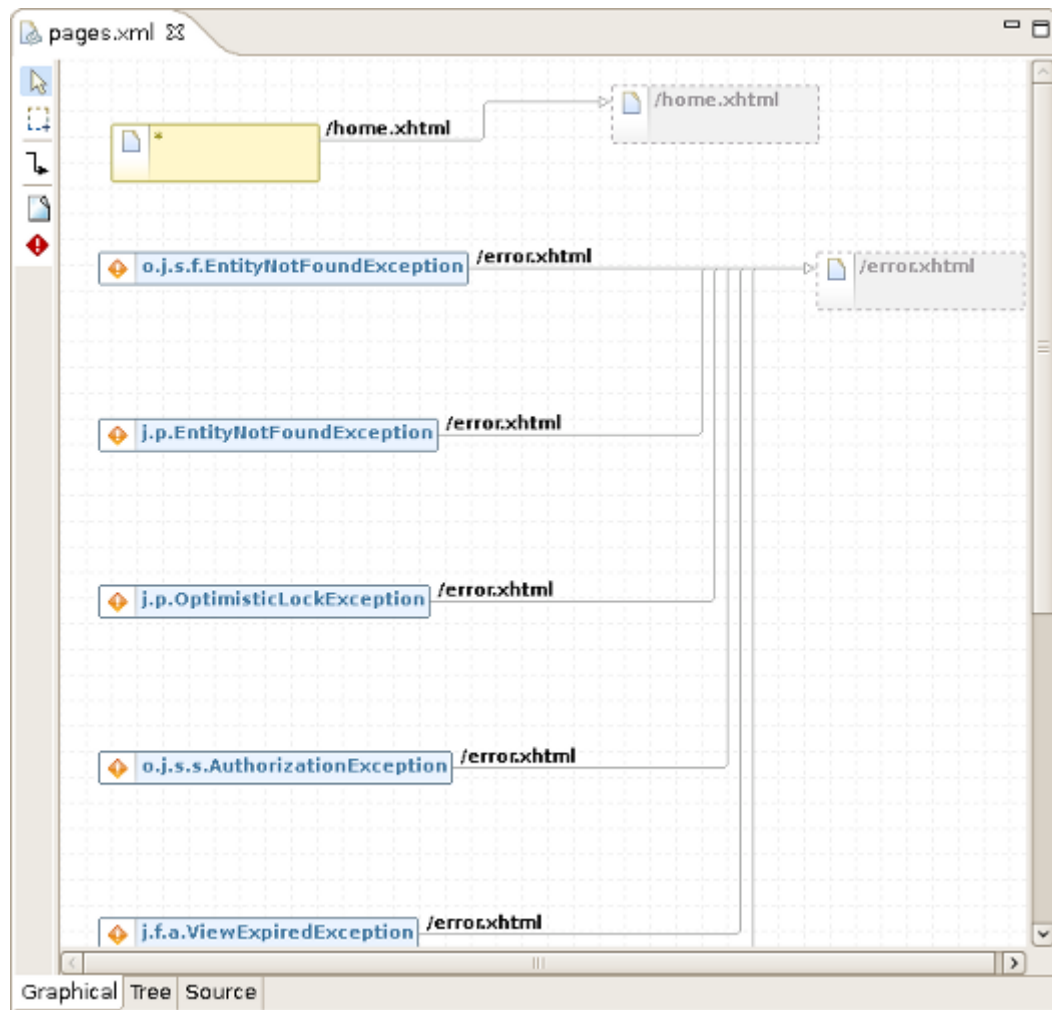 pages.xml
/home.xhtml
*
/home.xhtml
/error.xhtml
o.j.s.f.EntityNotFoundException
/error.xhtml
/error.xhtml
j.p.EntityNotFoundException
/error.xhtml
j.p.OptimisticLockException
/error.xhtml
o.j.s.s.AuthorizationException
/error.xhtml
j.f.a.ViewExpiredException
Graphical Tree Source